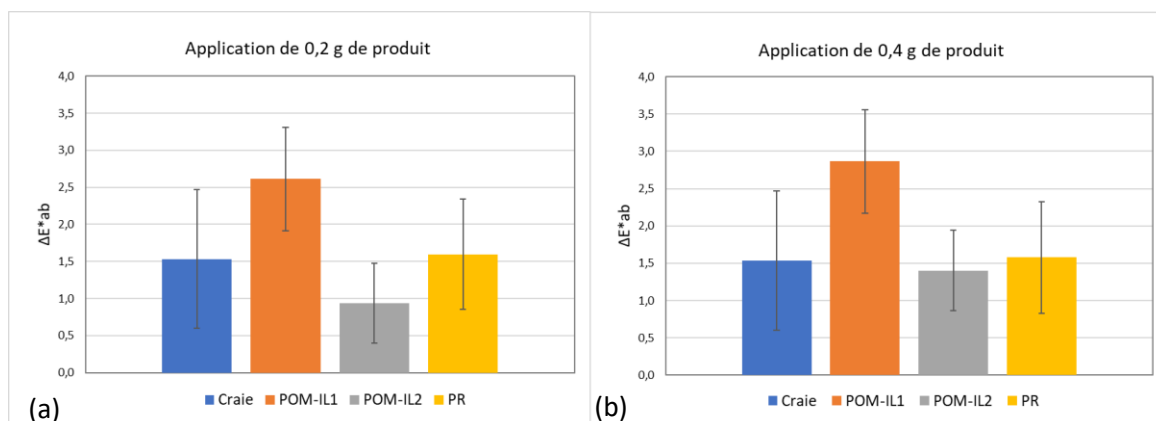 Application de 0,2 g de produit
4,0
3,5
3,0
2,5
2,0
1,5
1,0
0,5
0,0
ΔE*ab
Craie POM-IL1 POM-IL2 PR
(a)
Application de 0,4 g de produit
4,0
3,5
3,0
2,5
2,0
1,5
1,0
0,5
0,0
ΔE*ab
Craie POM-IL1 POM-IL2 PR
(b)